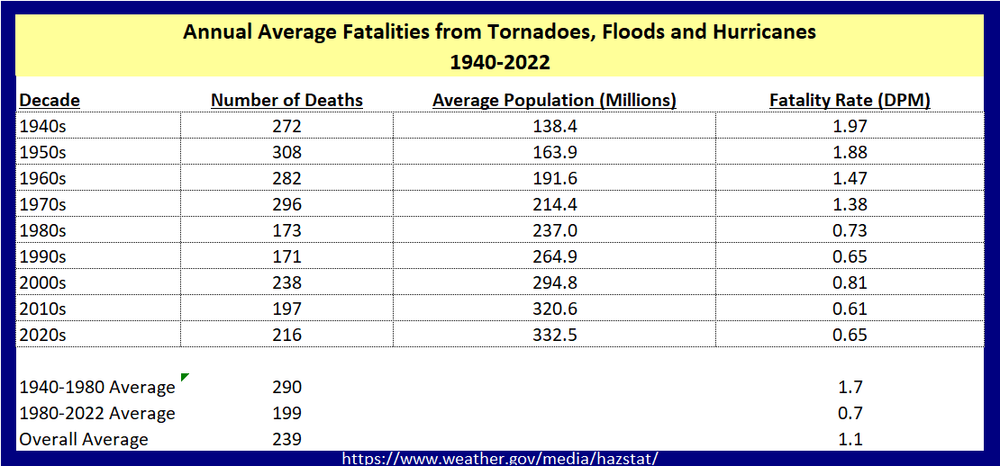 Annual Average Fatalities from Tornadoes, Floods and Hurricanes
1940-2022
Decade Number of Deaths Average Population (Millions) Fatality Rate (DPM)
1940s 272 138.4 1.97
1950s 308 163.9 1.88
1960s 282 191.6 1.47
1970s 296 214.4 1.38
1980s 173 237.0 0.73
1990s 171 264.9 0.65
2000s 238 294.8 0.81
2010s 197 320.6 0.61
2020s 216 332.5 0.65
1940-1980 Average 290 1.7
1980-2022 Average 199 0.7
Overall Average 239 1.1
https://www.weather.gov/media/hazstat/